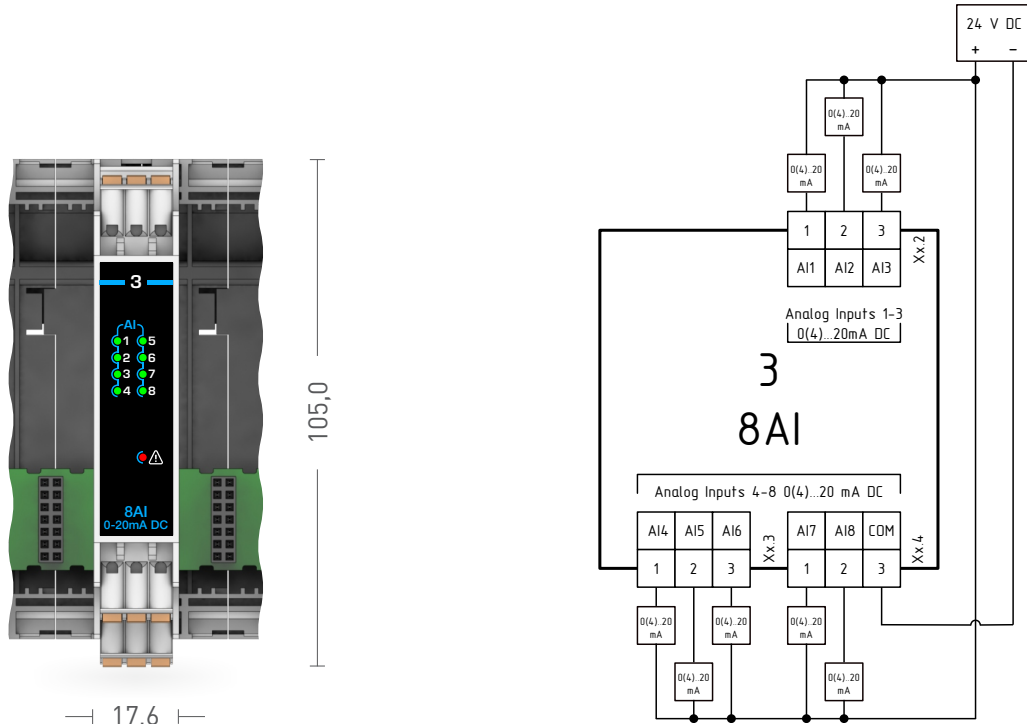 3
AI
1 5
2 6
3 7
4 8
8AI
0-20mA DC
105,0
17,6
24 V DC
+ -
0(4)..20
mA
0(4)..20
mA
0(4)..20
mA
1 2 3
AI1 AI2 AI3
Xx.2
Analog Inputs 1-3
0(4)...20mA DC
3
8AI
Analog Inputs 4-8 0(4)...20 mA DC
AI4 AI5 AI6
1 2 3
Xx.3
AI7 AI8 COM
1 2 3
Xx.4
0(4)..20
mA
0(4)..20
mA
0(4)..20
mA
0(4)..20
mA
0(4)..20
mA